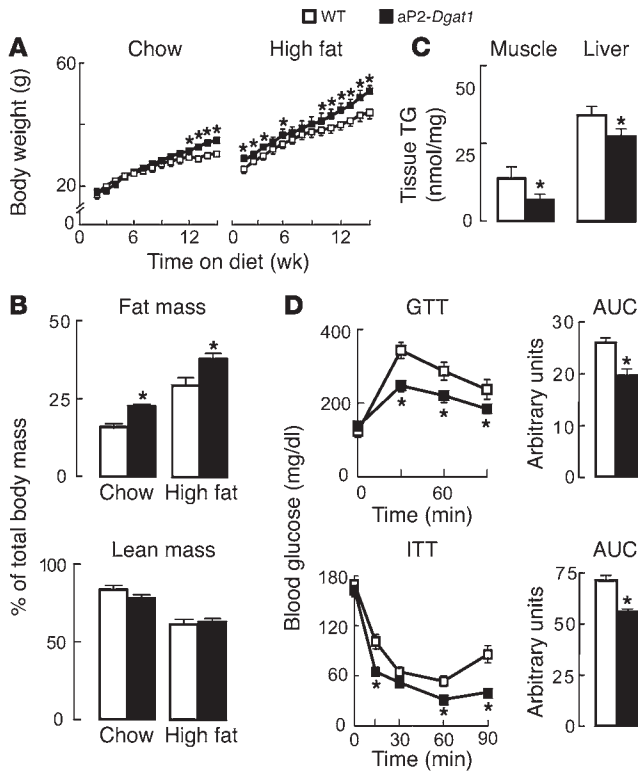 WT aP2-Dgat1
A
Chow High fat
Body weight (g)
60
20
0
0 6 12 0 6 12
* * * * * * * * * * * * * *
Time on diet (wk)
C
Muscle Liver
Tissue TG
(nmol/mg)
50
25
0
* *
B
Fat mass
50
25
0
* *
Chow High fat
% of total body mass
Lean mass
100
50
0
Chow High fat
D
GTT AUC
Blood glucose (mg/dl)
400
200
0
* * *
0 60
Time (min)
Arbitrary units
30
20
10
0
*
ITT AUC
180
120
60
0
* * *
0 30 60 90
Time (min)
Arbitrary units
75
50
25
0
*